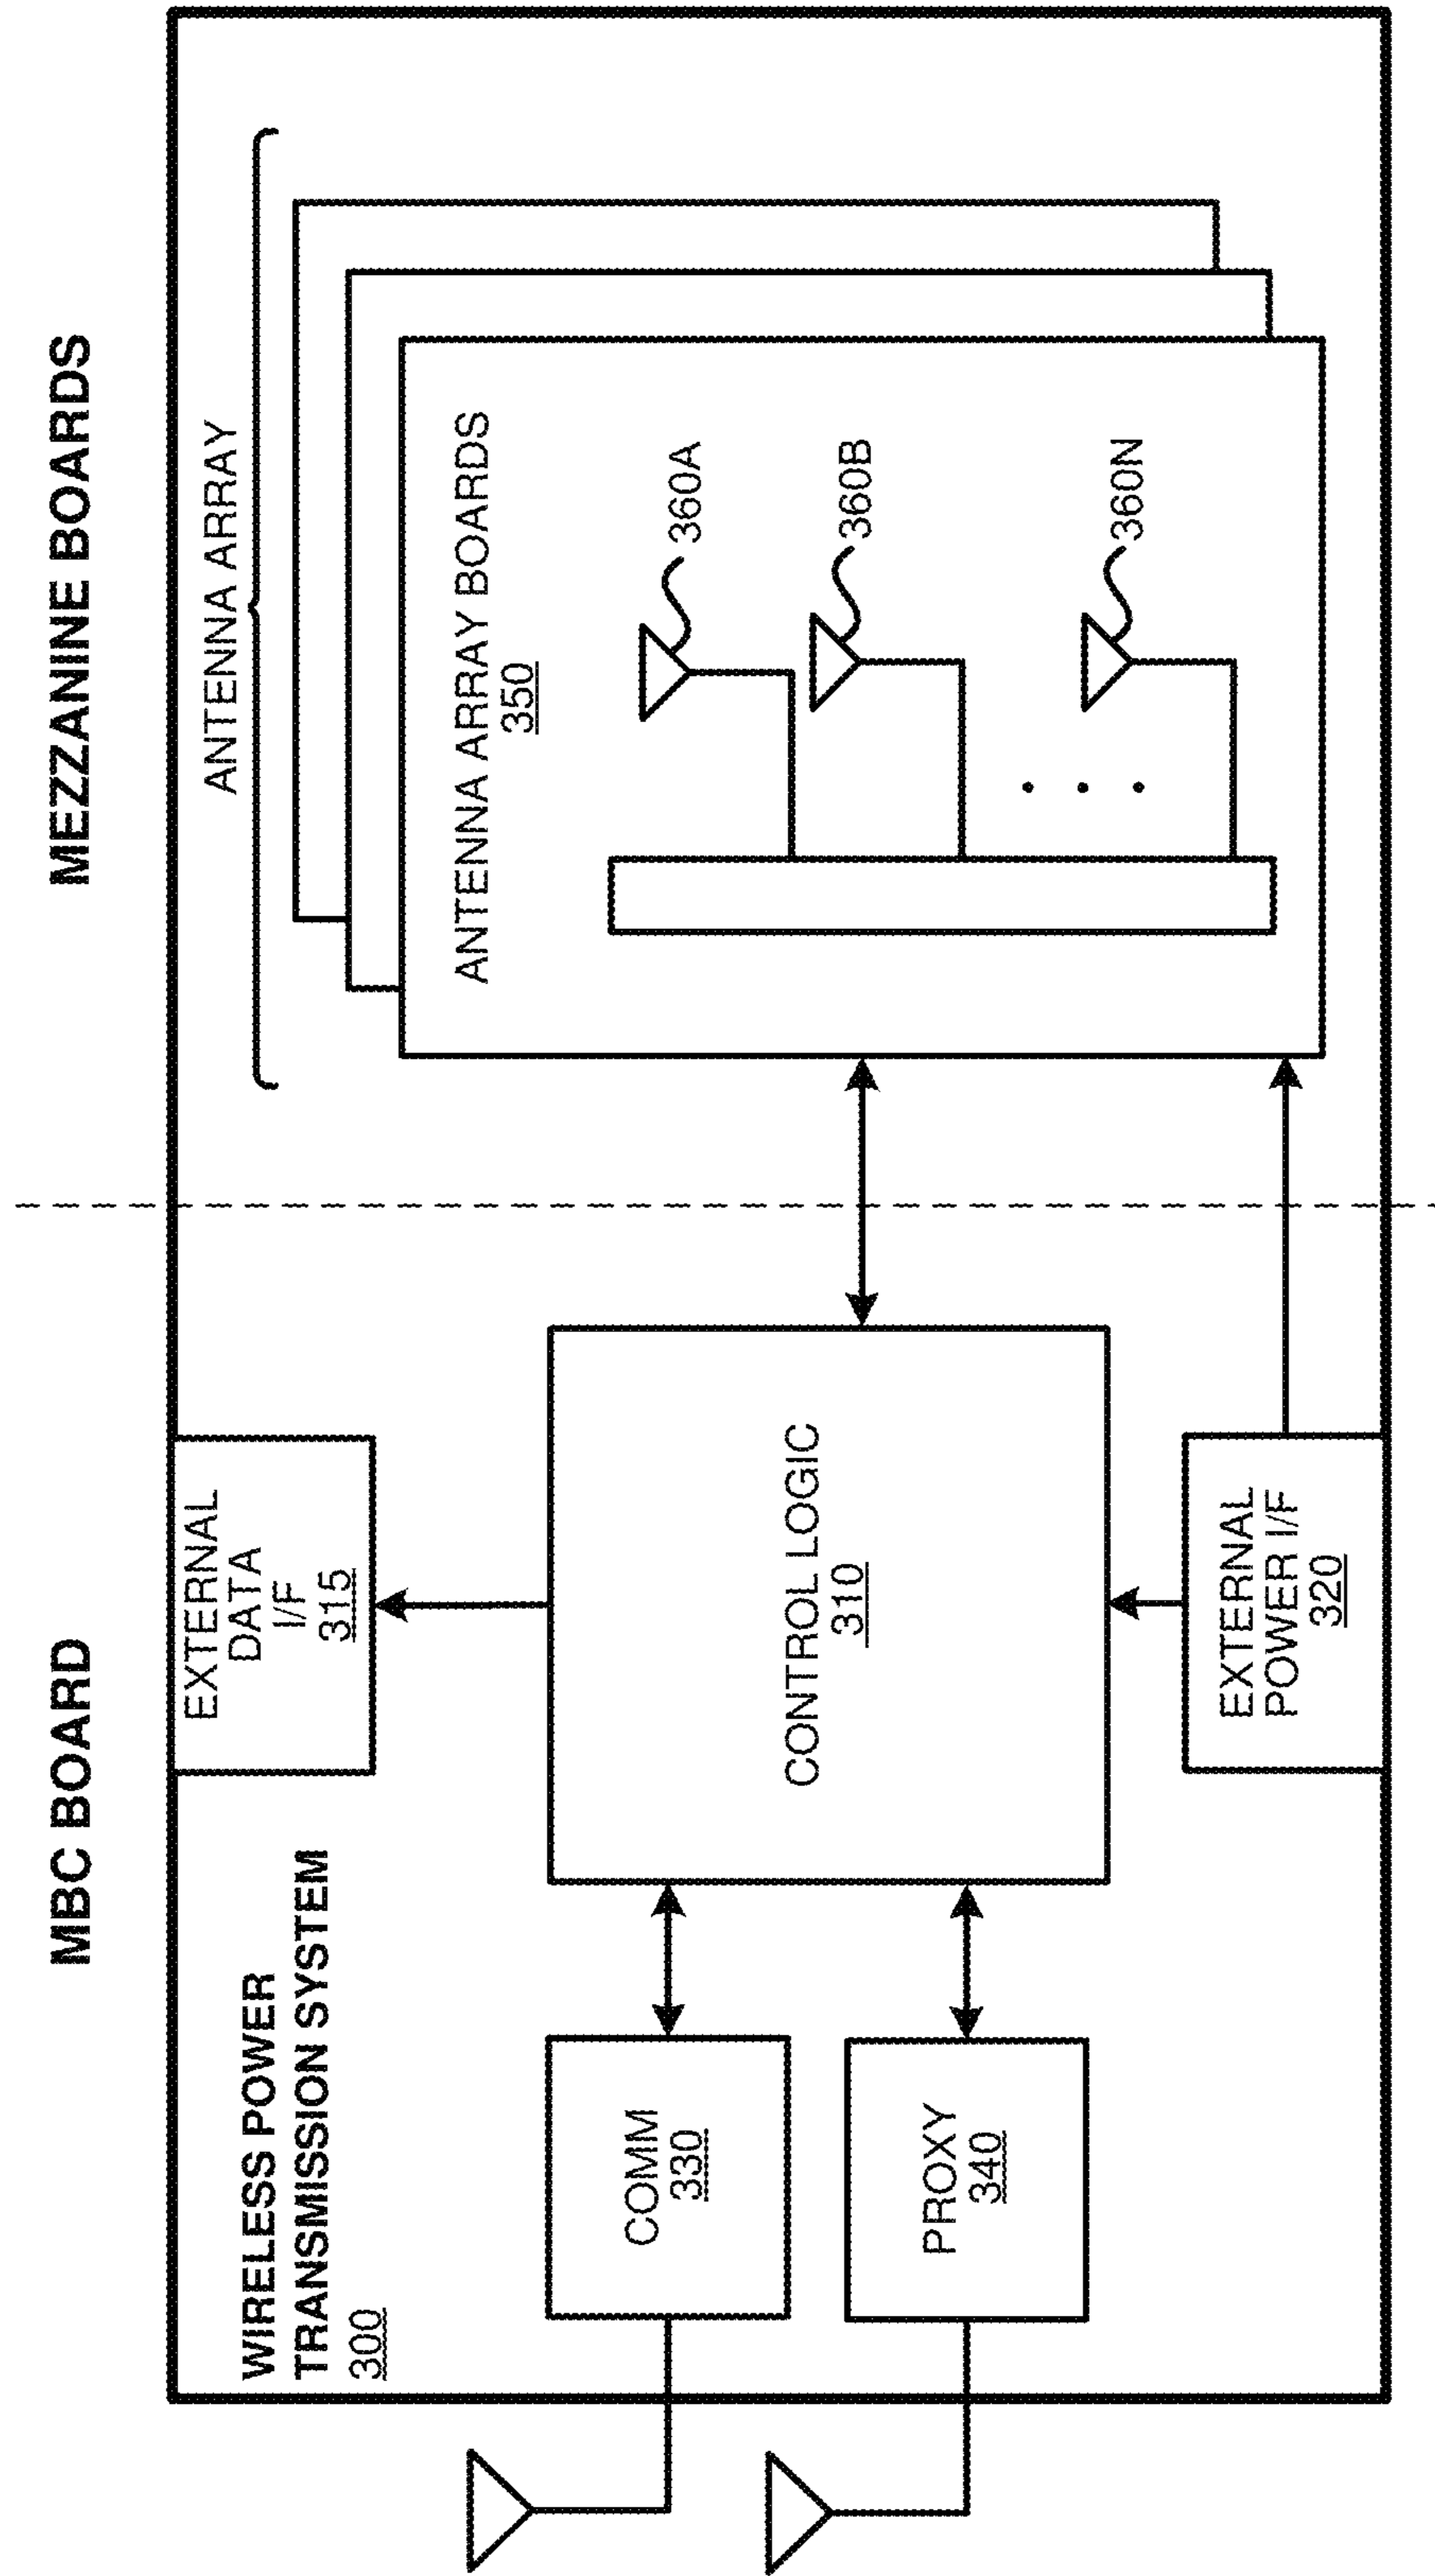 MBC BOARD
MEZZANINE BOARDS
WIRELESS POWER
TRANSMISSION SYSTEM
300
EXTERNAL
DATA
I/F
315
ANTENNA ARRAY
COMM
330
PROXY
340
CONTROL LOGIC
310
EXTERNAL
POWER I/F
320
ANTENNA ARRAY BOARDS
350
360A
360B
360N